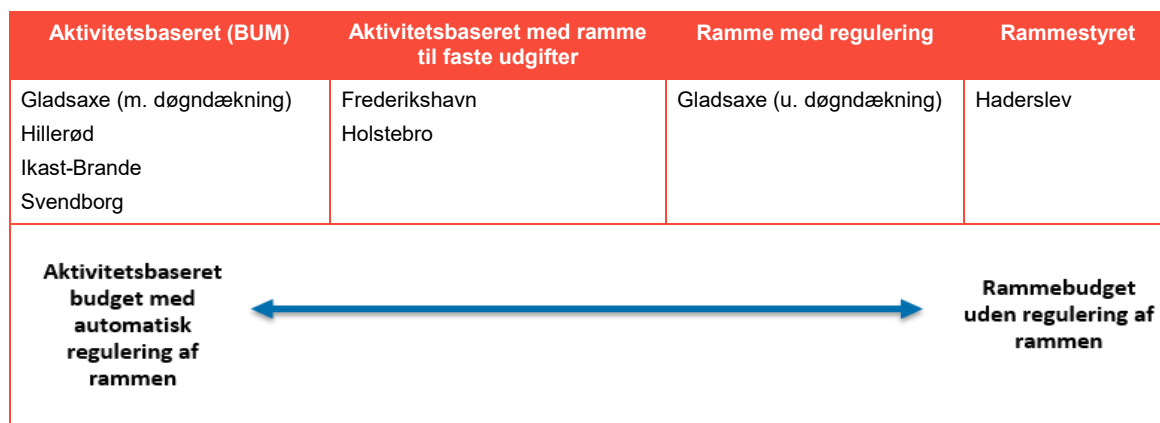 Aktivitetsbaseret (BUM)
Aktivitetsbaseret med ramme
til faste udgifter
Ramme med regulering
Rammestyret
Gladsaxe (m. døgndækning)
Hillerød
Ikast-Brande
Svendborg
Frederikshavn
Holstebro
Gladsaxe (u. døgndækning)
Haderslev
Aktivitetsbaseret
budget med
automatisk
regulering af
rammen
Rammebudget
uden regulering af
rammen